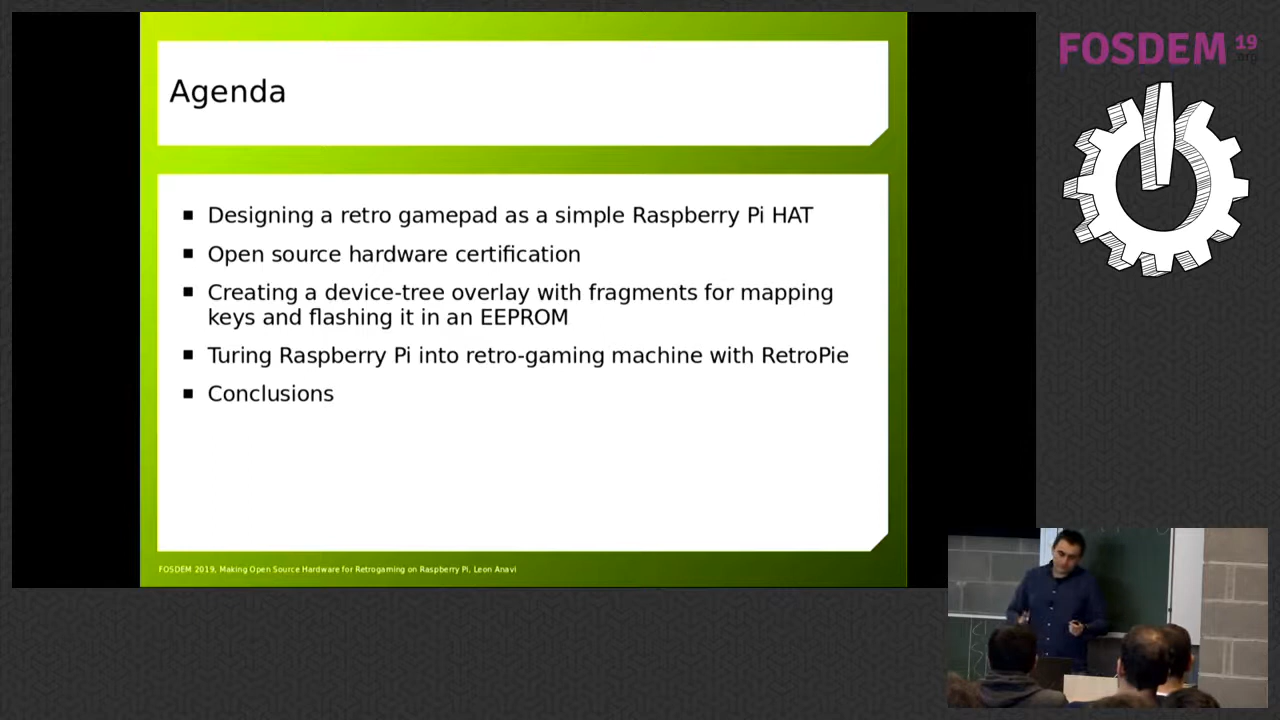 Agenda
Designing a retro gamepad as a simple Raspberry Pi HAT
Open source hardware certification
Creating a device-tree overlay with fragments for mapping
keys and flashing it in an EEPROM
Turing Raspberry Pi into retro-gaming machine with RetroPie
Conclusions
FOSDEM 2019, Making Open Source Hardware for Retrogaming on Raspberry Pi, Leon Anavi
FOSDEM 19
.org